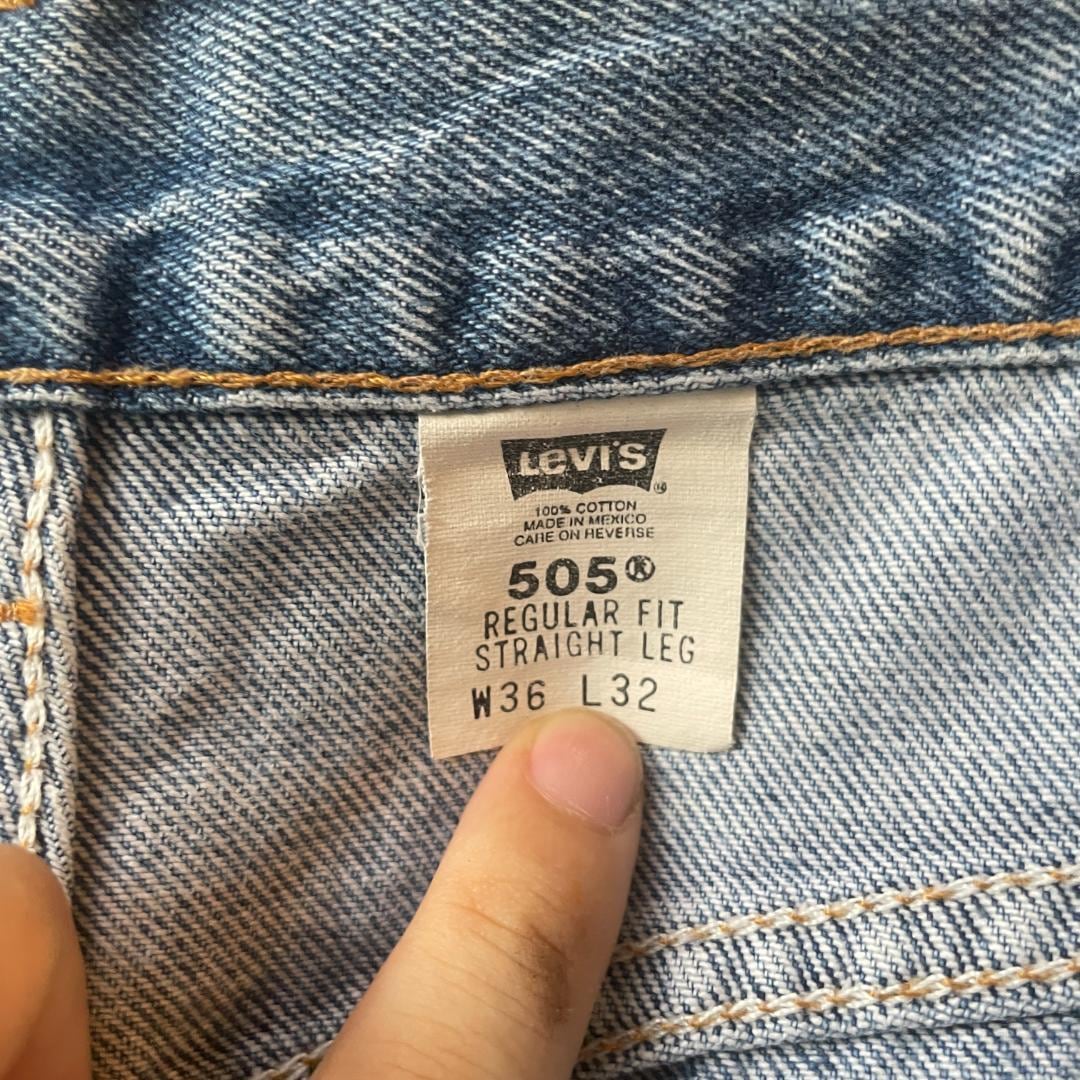 LEVI'S
100% COTTON
MADE IN MEXICO
CARE ON REVERSE
505®
REGULAR FIT
STRAIGHT LEG
W36 L32